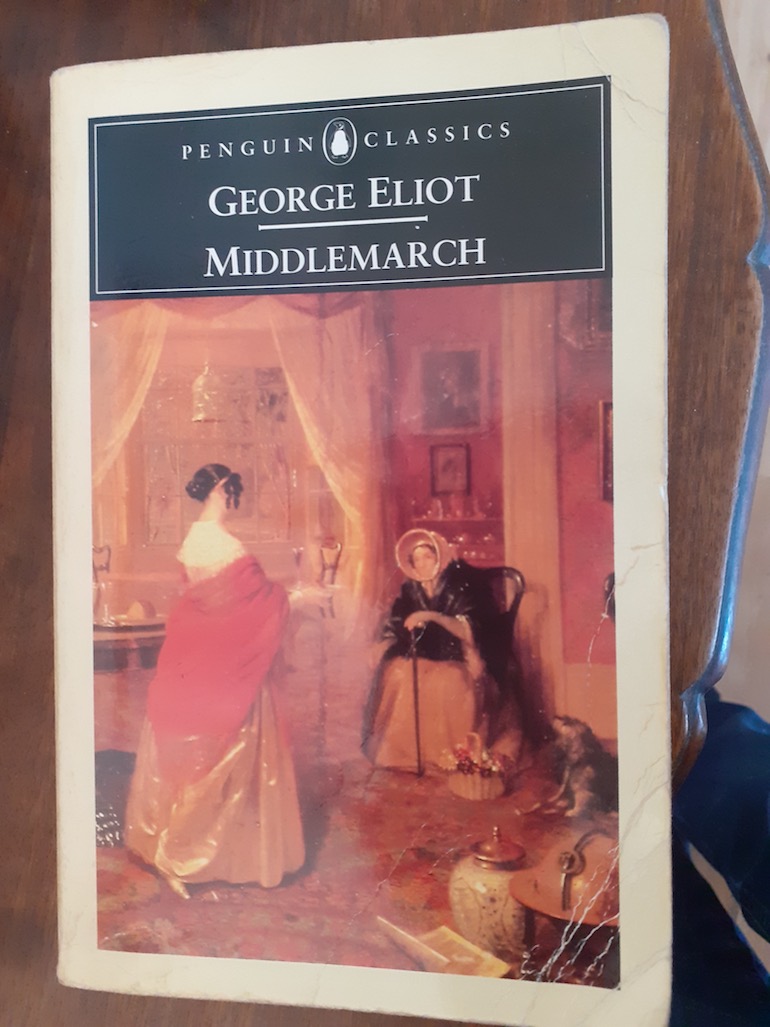 PENGUIN CLASSICS
GEORGE ELIOT
MIDDLEMARCH